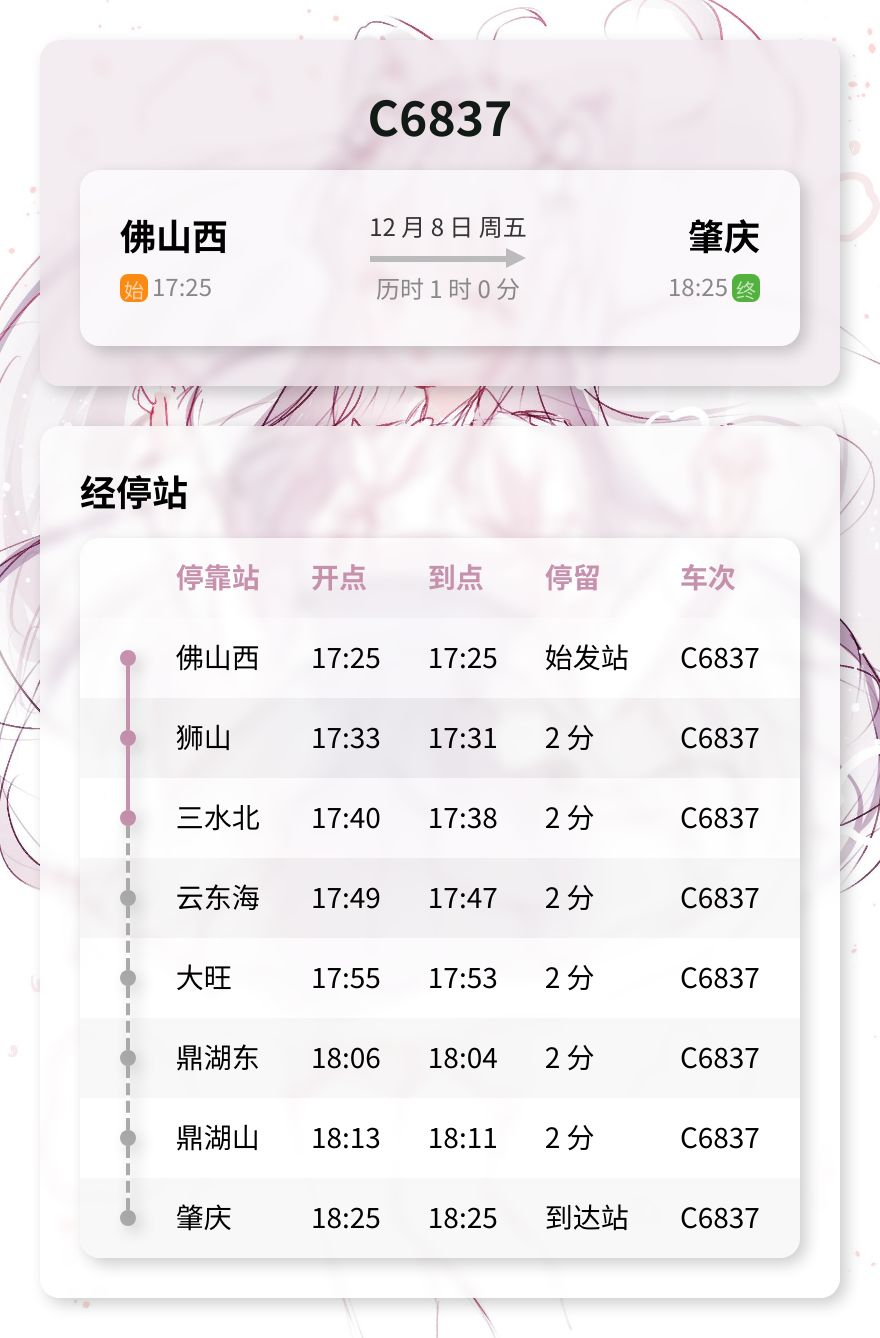 C6837
佛山西
12 月 8 日 周五
肇庆
始 17:25
历时 1 时 0 分
18:25 终
经停站
停靠站 开点 到点 停留 车次
佛山西 17:25 17:25 始发站 C6837
狮山 17:33 17:31 2 分 C6837
三水北 17:40 17:38 2 分 C6837
云东海 17:49 17:47 2 分 C6837
大旺 17:55 17:53 2 分 C6837
鼎湖东 18:06 18:04 2 分 C6837
鼎湖山 18:13 18:11 2 分 C6837
肇庆 18:25 18:25 到达站 C6837